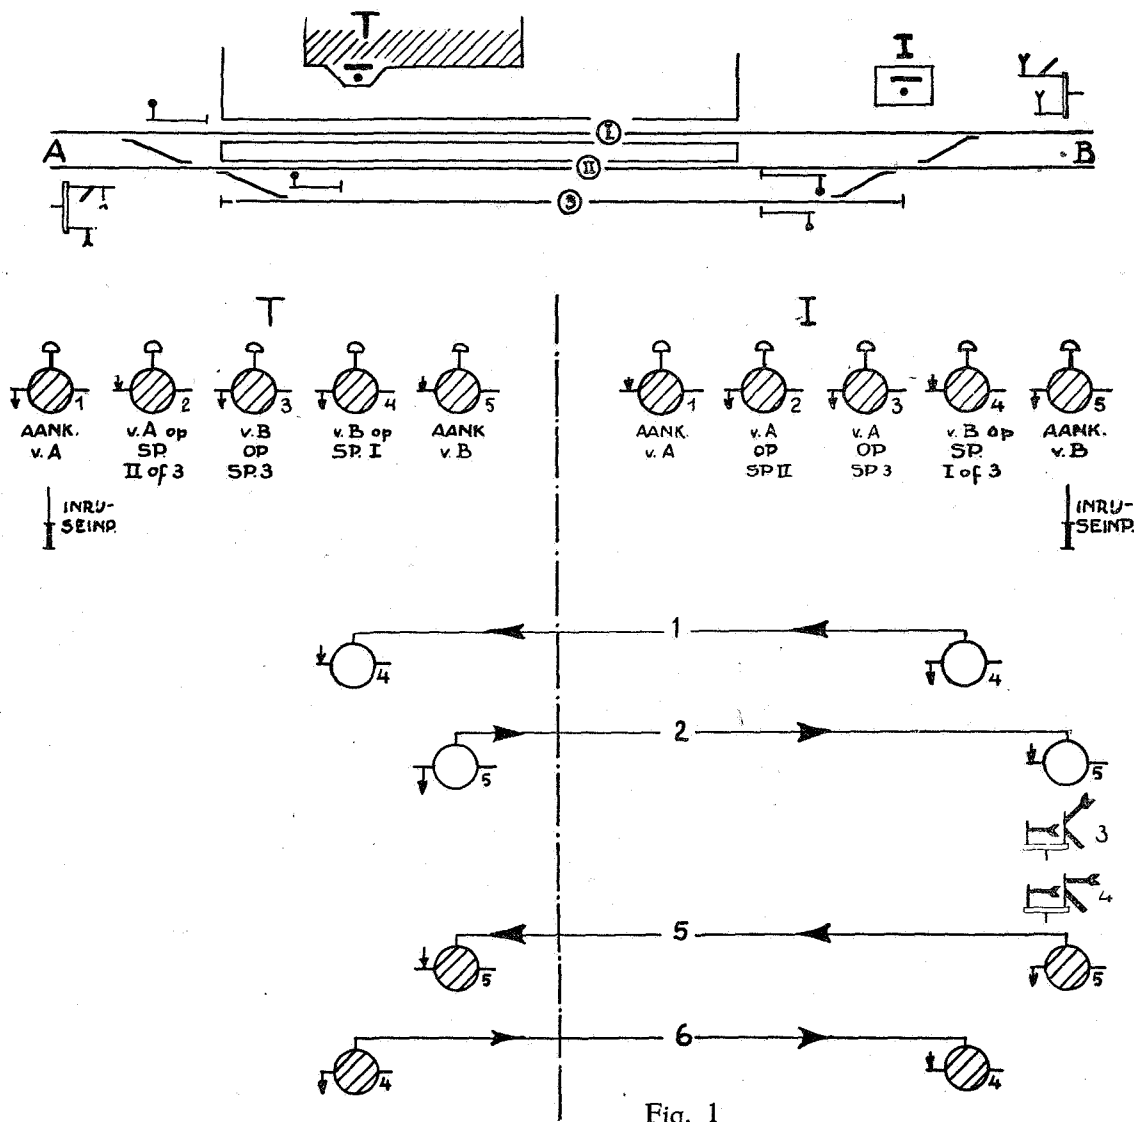 T
I
I
A
B
II
3
T
I
1
2
3
4
5
1
2
3
4
5
AANK.
v. A
v. A op
SP.
II of 3
v. B
OP
SP. 3
v. B op
SP. I
AANK
v. B
AANK.
v. A
v. A
OP
SP II
v. A
OP
SP 3
v. B op
SP.
I of 3
AANK.
v. B
INRIJ-
SEINP.
INRIJ-
SEINP.
1
4
4
2
5
5
3
4
5
5
5
6
4
4
Fig. 1